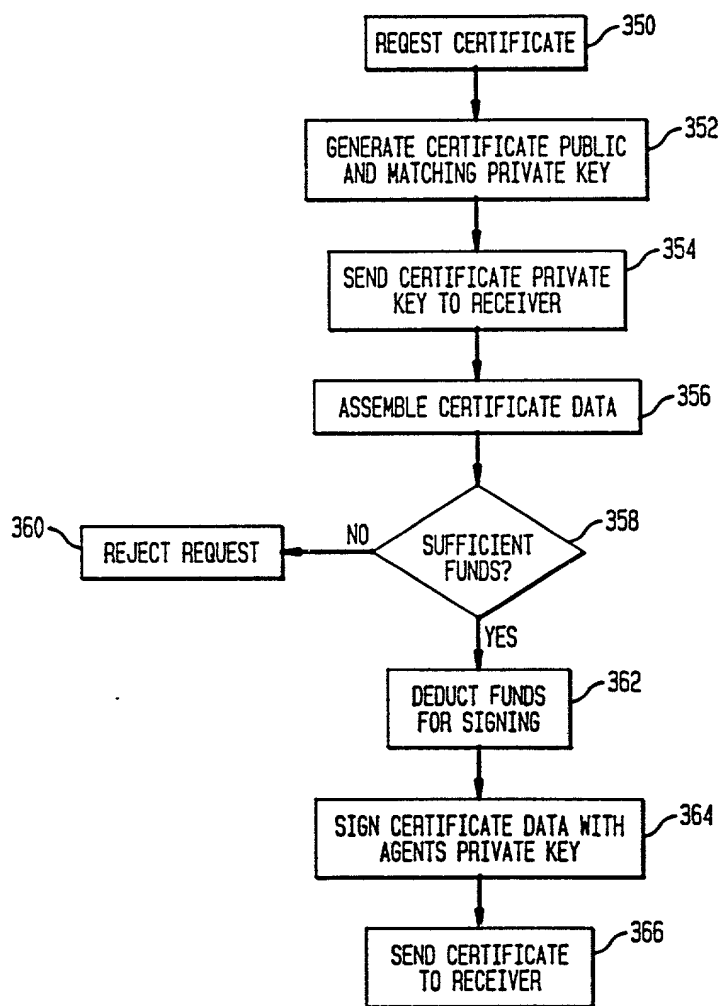 REQEST CERTIFICATE
350
GENERATE CERTIFICATE PUBLIC
AND MATCHING PRIVATE KEY
352
SEND CERTIFICATE PRIVATE
KEY TO RECEIVER
354
ASSEMBLE CERTIFICATE DATA
356
SUFFICIENT
FUNDS?
358
NO
360
REJECT REQUEST
YES
DEDUCT FUNDS
FOR SIGNING
362
SIGN CERTIFICATE DATA WITH
AGENTS PRIVATE KEY
364
SEND CERTIFICATE
TO RECEIVER
366